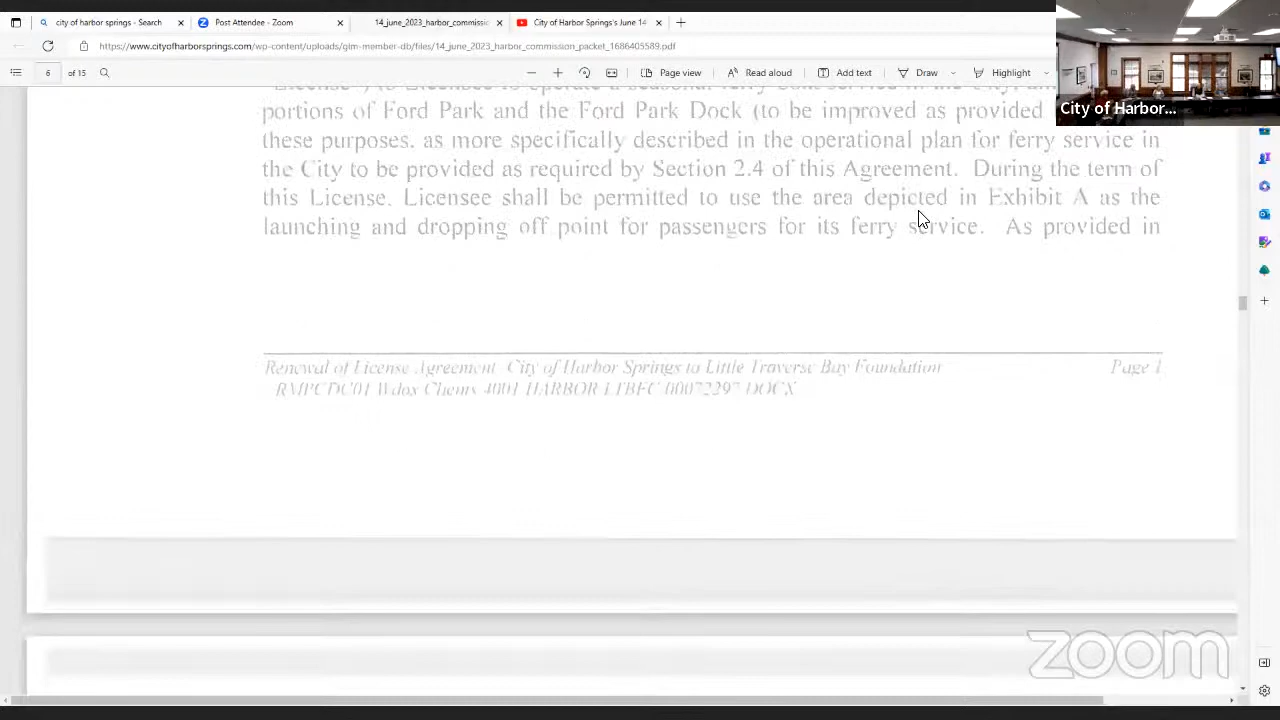 city of harbor springs - Search
Post Attendee - Zoom
14_june_2023_harbor_commissio
City of Harbor Springs's June 14
https://www.cityofharborsprings.com/wp-content/uploads/gim-member-db/files/14_june_2023_harbor_commission_packet_1686405589.pdf
6 of 15
Page view
Read aloud
Add text
Draw
Highlight
City of Harbor...
portions of Ford Park and the Ford Park Dock (to be improved as provided
these purposes. as more specifically described in the operational plan for ferry service in
the City to be provided as required by Section 2.4 of this Agreement. During the term of
this License. Licensee shall be permitted to use the area depicted in Exhibit A as the
launching and dropping off point for passengers for its ferry service. As provided in
Renewal of License Agreement City of Harbor Springs to Little Traverse Bay Foundation Page 1
HARBOR
zoom